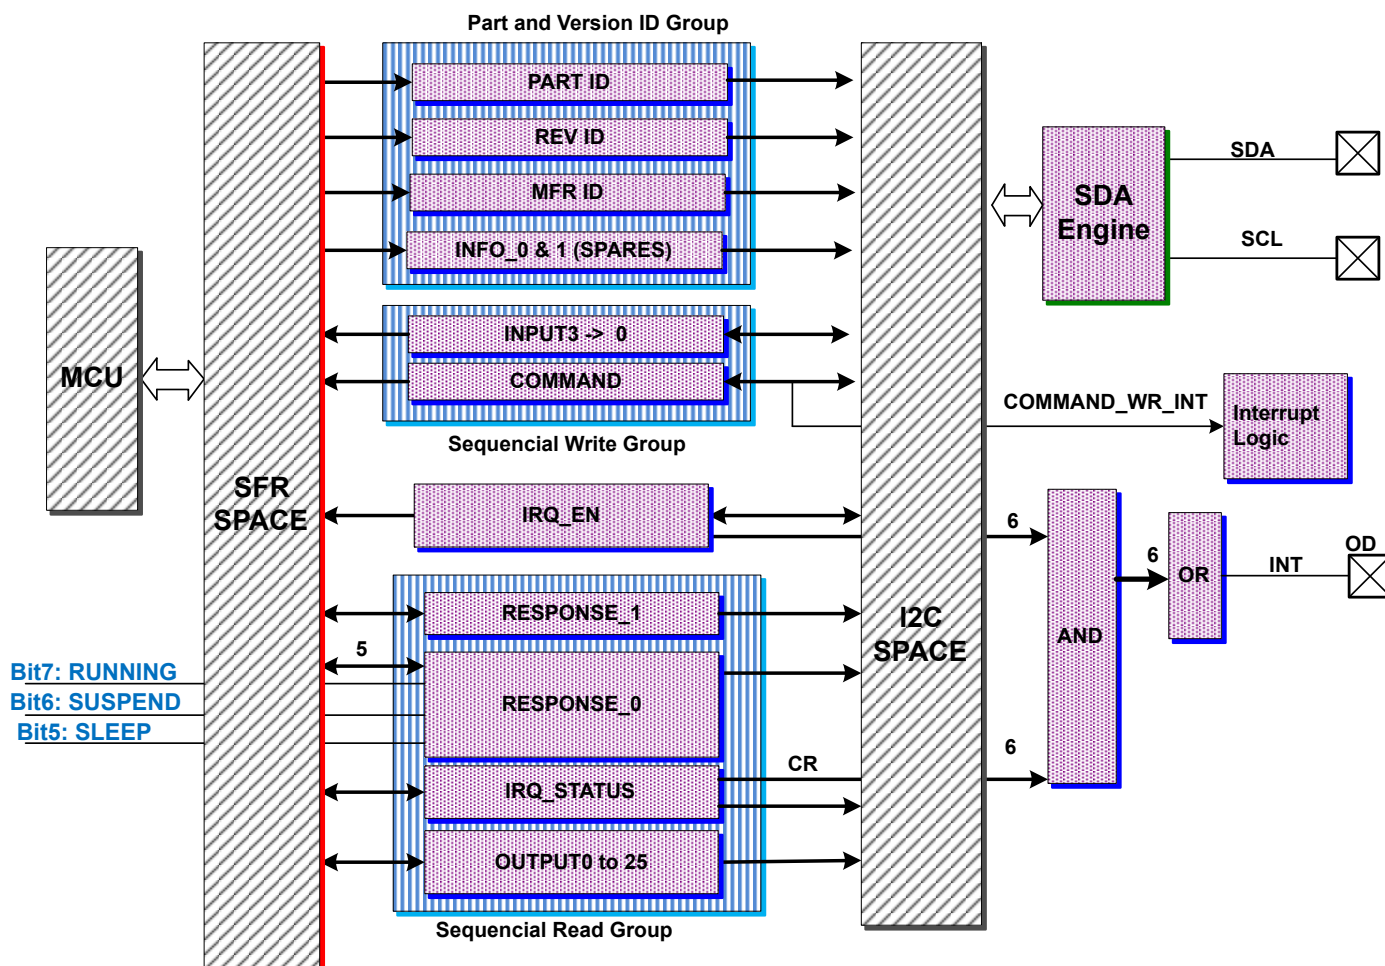 Part and Version ID Group
PART ID
REV ID
MFR ID
INFO_0 & 1 (SPARES)
SDA
Engine
SDA
SCL
MCU
INPUT3 -> 0
COMMAND
Sequencial Write Group
COMMAND_WR_INT
Interrupt
Logic
SFR
SPACE
IRQ_EN
6
6
OR
INT
OD
AND
I2C
SPACE
RESPONSE_1
5
RESPONSE_0
Bit7: RUNNING
Bit6: SUSPEND
Bit5: SLEEP
CR
6
IRQ_STATUS
OUTPUT0 to 25
Sequencial Read Group